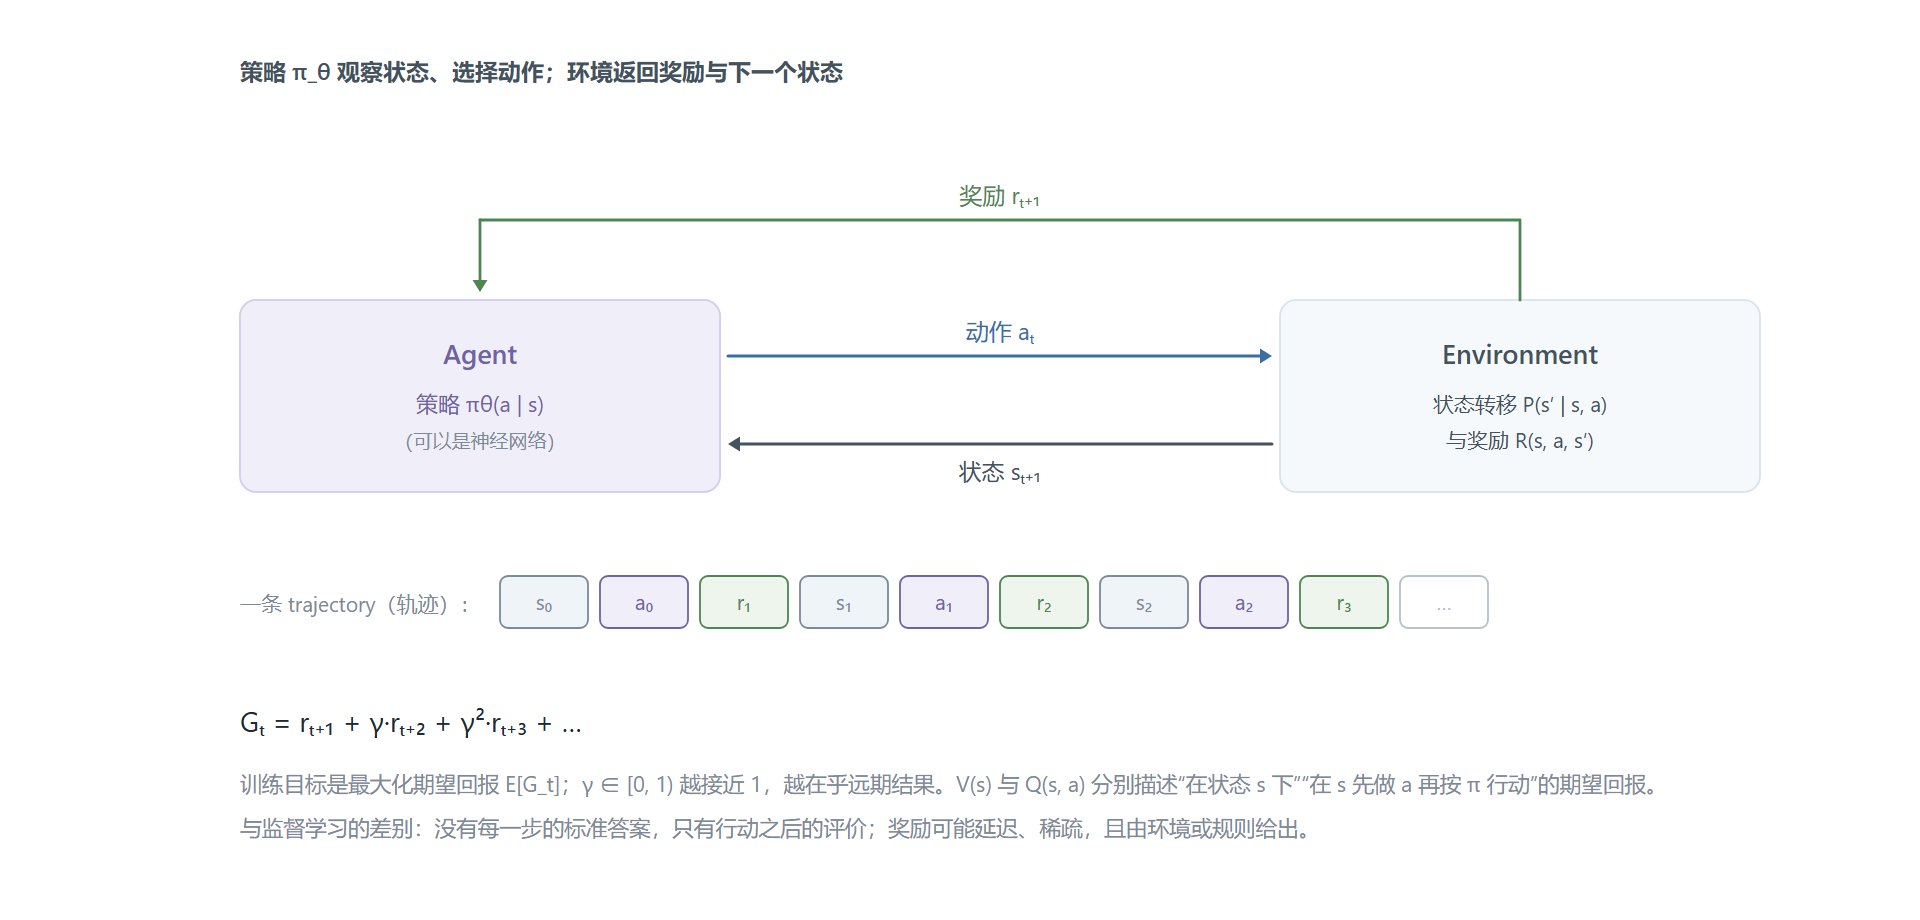 策略 π_θ 观察状态、选择动作；环境返回奖励与下一个状态
奖励 rₜ₊₁
Agent
策略 πθ(a | s)
(可以是神经网络)
动作 aₜ
状态 sₜ₊₁
Environment
状态转移 P(s′ | s, a)
与奖励 R(s, a, s′)
一条 trajectory（轨迹）： s₀ a₀ r₁ s₁ a₁ r₂ s₂ a₂ r₃ …
Gₜ = rₜ₊₁ + γ·rₜ₊₂ + γ²·rₜ₊₃ + …
训练目标是最大化期望回报 E[G_t]；γ ∈ [0, 1) 越接近 1，越在乎远期结果。V(s) 与 Q(s, a) 分别描述“在状态 s 下”“在 s 先做 a 再按 π 行动”的期望回报。
与监督学习的差别：没有每一步的标准答案，只有行动之后的评价；奖励可能延迟、稀疏，且由环境或规则给出。